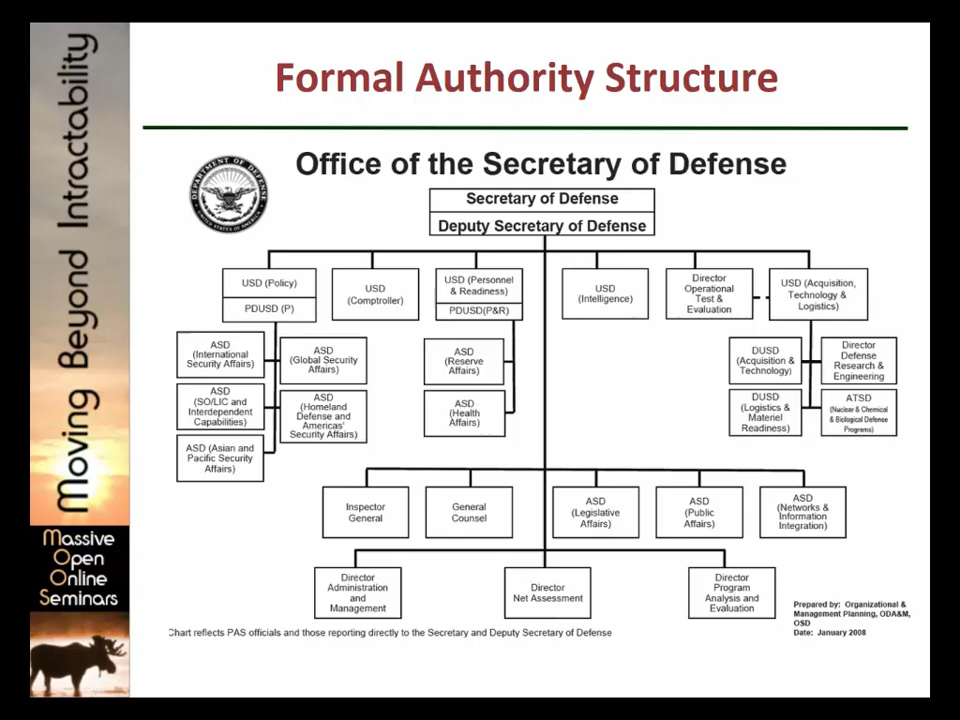 Moving Beyond Intractability
Massive
Open
Online
Seminars
Formal Authority Structure
DEPARTMENT OF DEFENSE
UNITED STATES OF AMERICA
Office of the Secretary of Defense
Secretary of Defense
Deputy Secretary of Defense
USD (Policy)
PDUSD (P)
USD
(Comptroller)
USD (Personnel
& Readiness)
PDUSD(P&R)
USD
(Intelligence)
Director
Operational
Test &
Evaluation
USD (Acquisition,
Technology &
Logistics)
ASD
(International
Security Affairs)
ASD
(Global Security
Affairs)
ASD
(SO/LIC and
Interdependent
Capabilities)
ASD
(Homeland
Defense and
Americas'
Security Affairs)
ASD (Asian and
Pacific Security
Affairs)
ASD
(Reserve
Affairs)
ASD
(Health
Affairs)
DUSD
(Acquisition &
Technology)
Director
Defense
Research &
Engineering
DUSD
(Logistics &
Materiel
Readiness)
ATSD
(Nuclear & Chemical
& Biological Defense
Programs)
Inspector
General
General
Counsel
ASD
(Legislative
Affairs)
ASD
(Public
Affairs)
ASD
(Networks &
Information
Integration)
Director
Administration
and
Management
Director
Net Assessment
Director
Program
Analysis and
Evaluation
Chart reflects PAS officials and those reporting directly to the Secretary and Deputy Secretary of Defense
Prepared by: Organizational &
Management Planning, ODA&M,
OSD
Date: January 2008